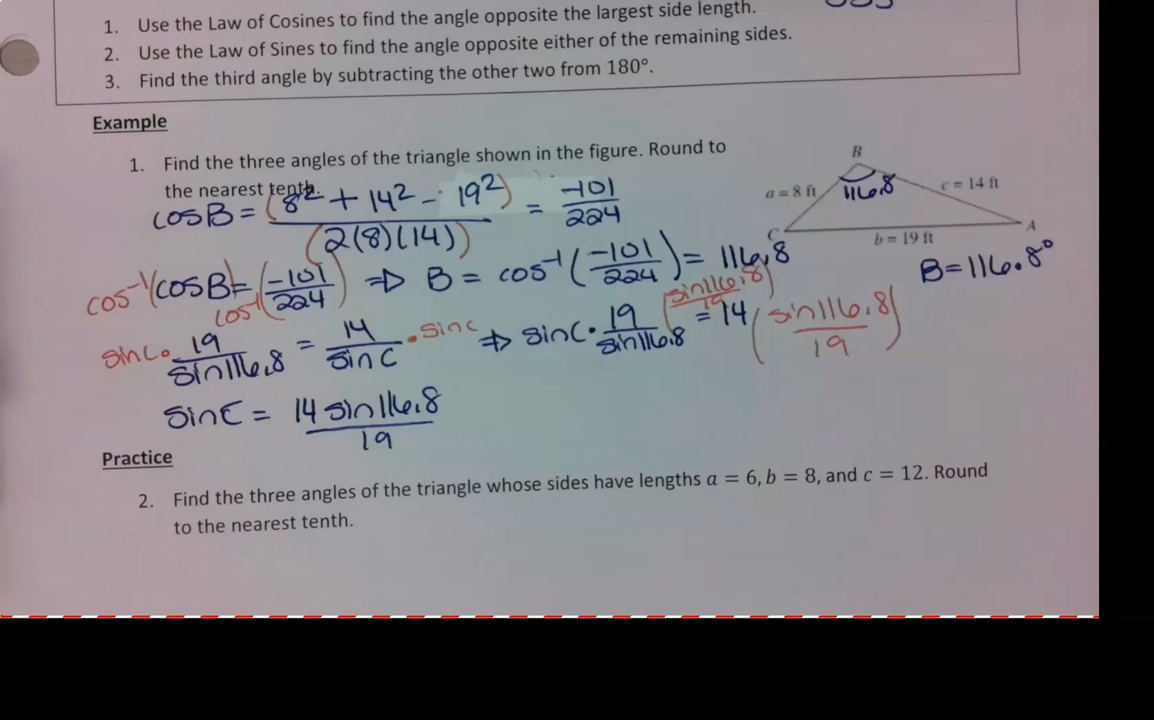 1. Use the Law of Cosines to find the angle opposite the largest side length.
2. Use the Law of Sines to find the angle opposite either of the remaining sides.
3. Find the third angle by subtracting the other two from 180°.
Example
1. Find the three angles of the triangle shown in the figure. Round to
the nearest tenth.
B
a = 8 ft
116.8
c = 14 ft
C
b = 19 ft
A
B = 116.8°
cosB = (8² + 14² - 19²) / (2(8)(14)) = -101/224
cos⁻¹(cosB) = cos⁻¹(-101/224) ⇒ B = cos⁻¹(-101/224) = 116.8
sinC · 19/sin116.8 = 14/sinC · sinC ⇒ sinC · 19/sin116.8 (sin116.8/19) = 14 (sin116.8/19)
sinC = 14 sin116.8 / 19
Practice
2. Find the three angles of the triangle whose sides have lengths a = 6, b = 8, and c = 12. Round
to the nearest tenth.